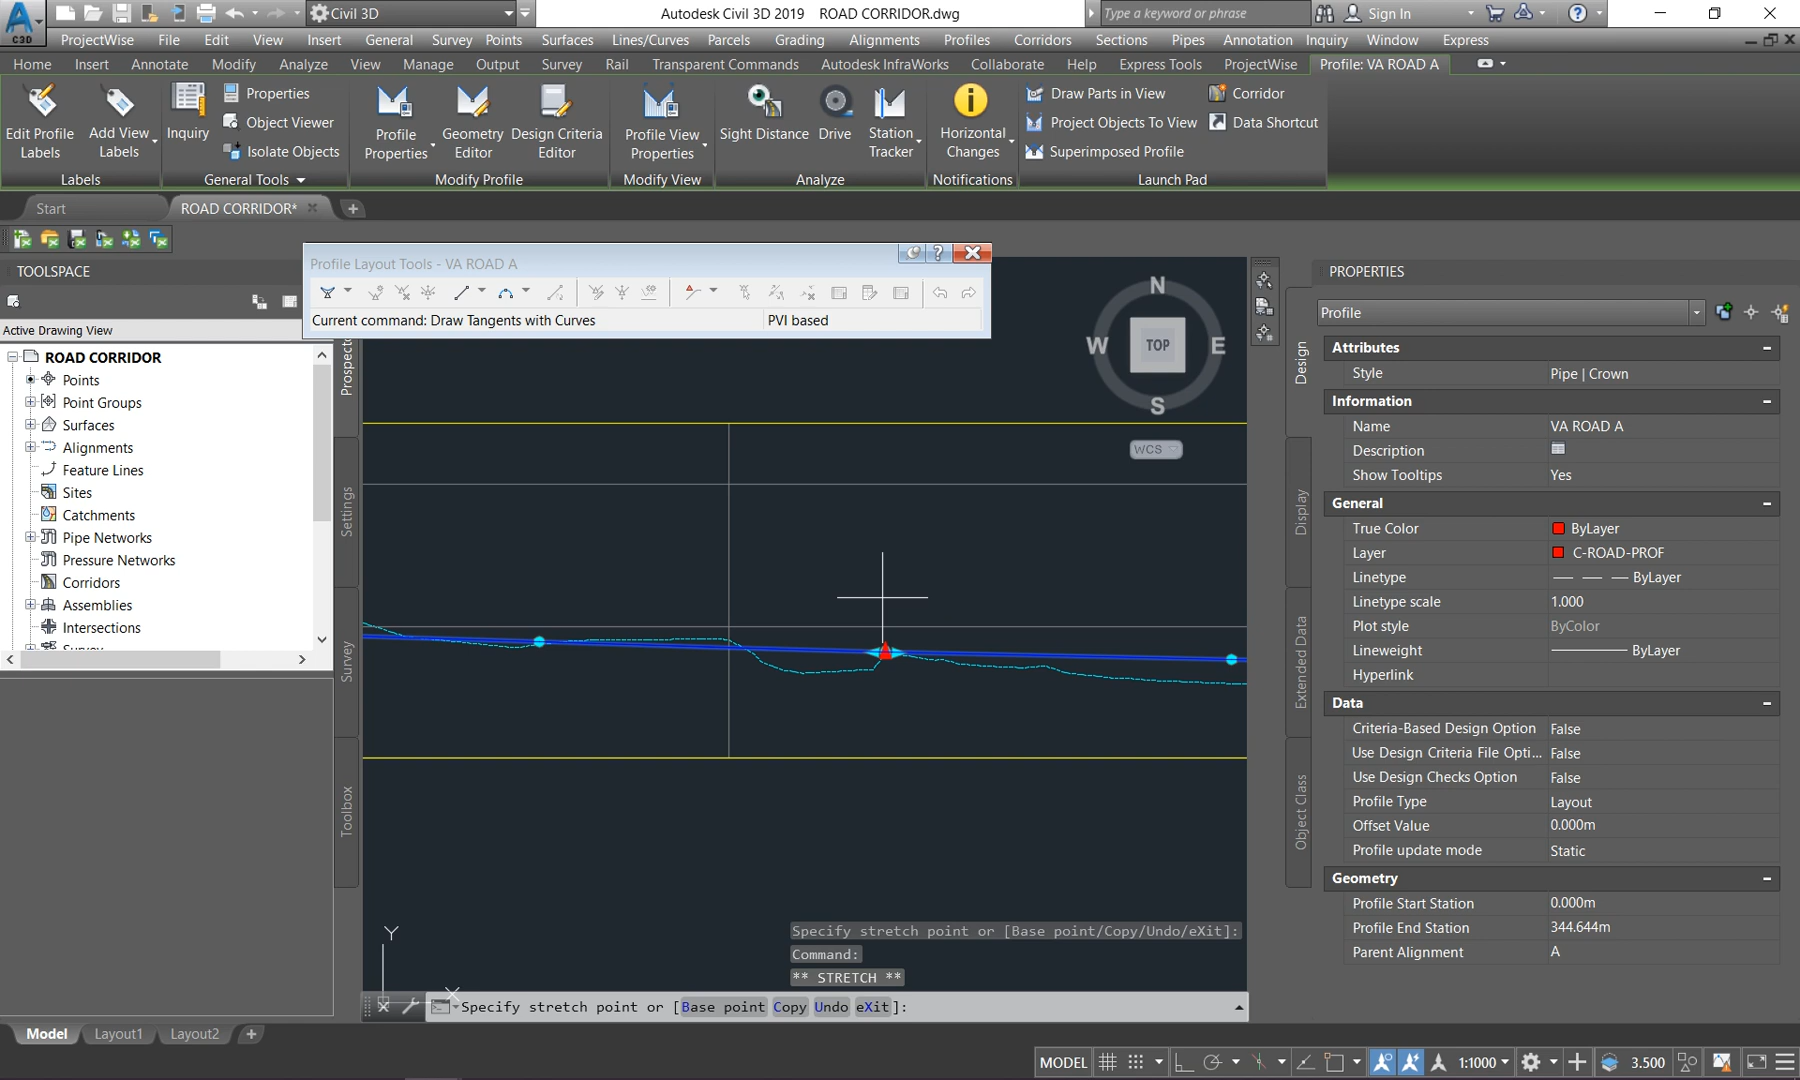 C3D
Civil 3D
Autodesk Civil 3D 2019 ROAD CORRIDOR.dwg
Type a keyword or phrase
Sign In
ProjectWise File Edit View Insert General Survey Points Surfaces Lines/Curves Parcels Grading Alignments Profiles Corridors Sections Pipes Annotation Inquiry Window Express
Home Insert Annotate Modify Analyze View Manage Output Survey Rail Transparent Commands Autodesk InfraWorks Collaborate Help Express Tools ProjectWise Profile: VA ROAD A
Edit Profile Labels
Add View Labels
Labels
Inquiry
Properties
Object Viewer
Isolate Objects
General Tools
Profile Properties
Geometry Editor
Design Criteria Editor
Modify Profile
Profile View Properties
Modify View
Sight Distance
Drive
Station Tracker
Analyze
Horizontal Changes
Notifications
Draw Parts in View
Project Objects To View
Superimposed Profile
Corridor
Data Shortcut
Launch Pad
Start
ROAD CORRIDOR*
TOOLSPACE
Active Drawing View
ROAD CORRIDOR
Points
Point Groups
Surfaces
Alignments
Feature Lines
Sites
Catchments
Pipe Networks
Pressure Networks
Corridors
Assemblies
Intersections
Survey
Prospector
Settings
Survey
Toolbox
Profile Layout Tools - VA ROAD A
Current command: Draw Tangents with Curves
PVI based
N
W
TOP
E
S
WCS
Y
X
Specify stretch point or [Base point/Copy/Undo/eXit]:
Command:
** STRETCH **
Specify stretch point or [Base point Copy Undo eXit]:
PROPERTIES
Design
Display
Extended Data
Object Class
Profile
Attributes
Style Pipe | Crown
Information
Name VA ROAD A
Description
Show Tooltips Yes
General
True Color ByLayer
Layer C-ROAD-PROF
Linetype ByLayer
Linetype scale 1.000
Plot style ByColor
Lineweight ByLayer
Hyperlink
Data
Criteria-Based Design Option False
Use Design Criteria File Opti... False
Use Design Checks Option False
Profile Type Layout
Offset Value 0.000m
Profile update mode Static
Geometry
Profile Start Station 0.000m
Profile End Station 344.644m
Parent Alignment A
Model Layout1 Layout2
MODEL
1:1000
3.500